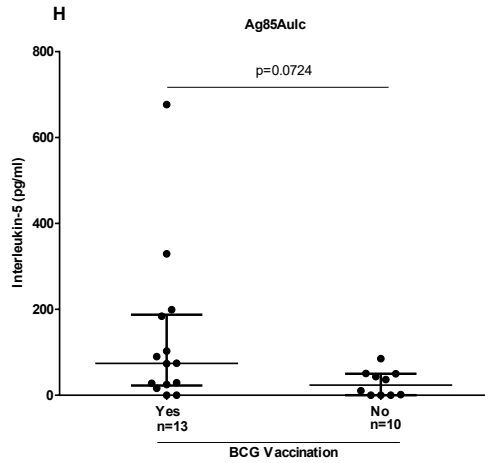 H
Ag85Aulc
p=0.0724
800
600
400
200
0
Interleukin-5 (pg/ml)
Yes
n=13
No
n=10
BCG Vaccination